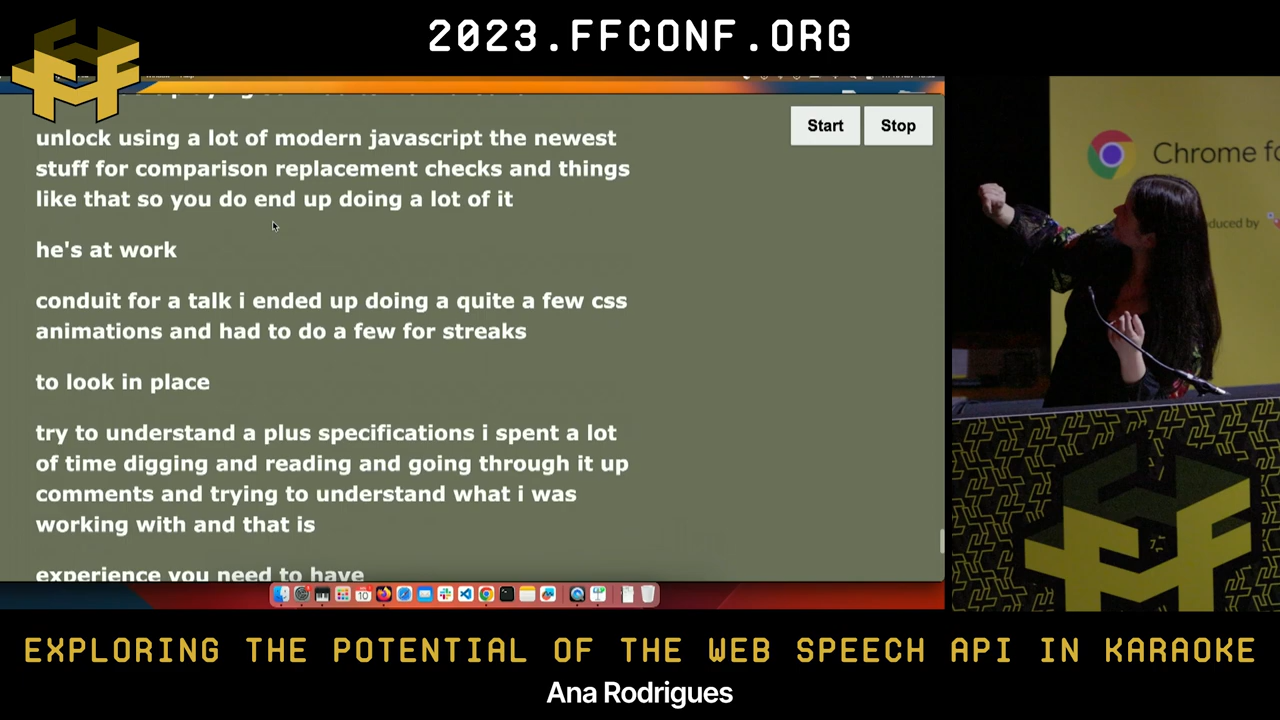 2023.FFCONF.ORG
unlock using a lot of modern javascript the newest
stuff for comparison replacement checks and things
like that so you do end up doing a lot of it
he's at work
conduit for a talk i ended up doing a quite a few css
animations and had to do a few for streaks
to look in place
try to understand a plus specifications i spent a lot
of time digging and reading and going through it up
comments and trying to understand what i was
working with and that is
experience you need to have
Start
Stop
Chrome fo
duced by
EXPLORING THE POTENTIAL OF THE WEB SPEECH API IN KARAOKE
Ana Rodrigues